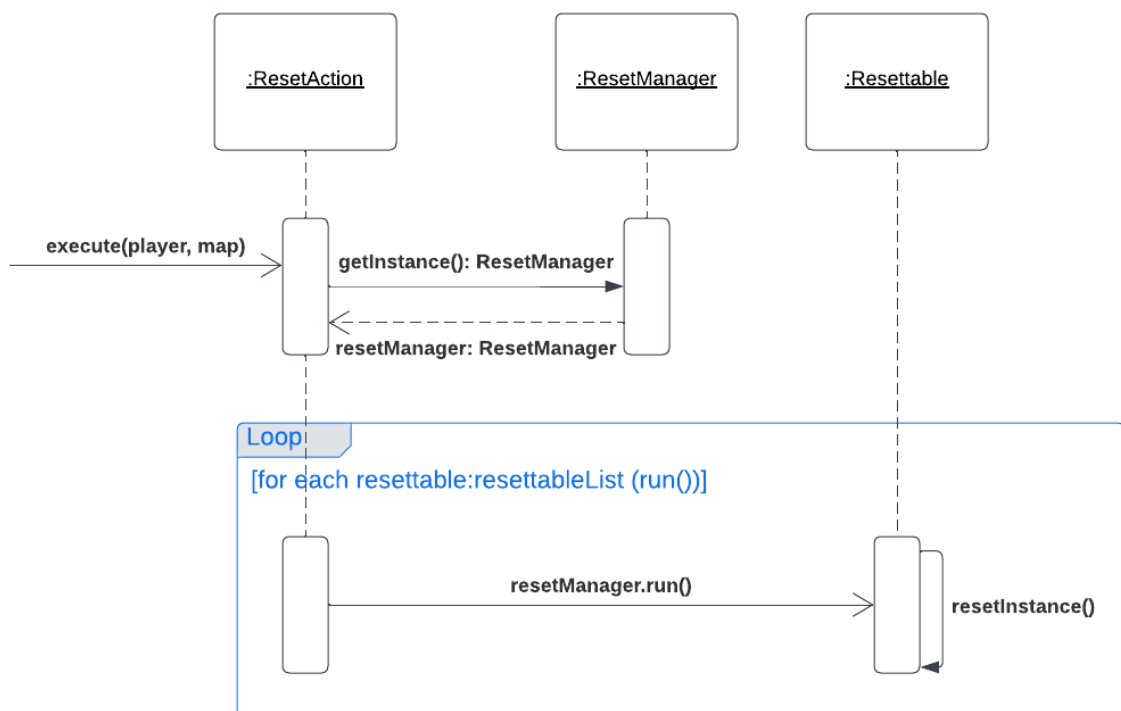 :ResetAction
:ResetManager
:Resettable
execute(player, map)
getInstance(): ResetManager
resetManager: ResetManager
Loop
[for each resettable:resettableList (run())]
resetManager.run()
resetInstance()